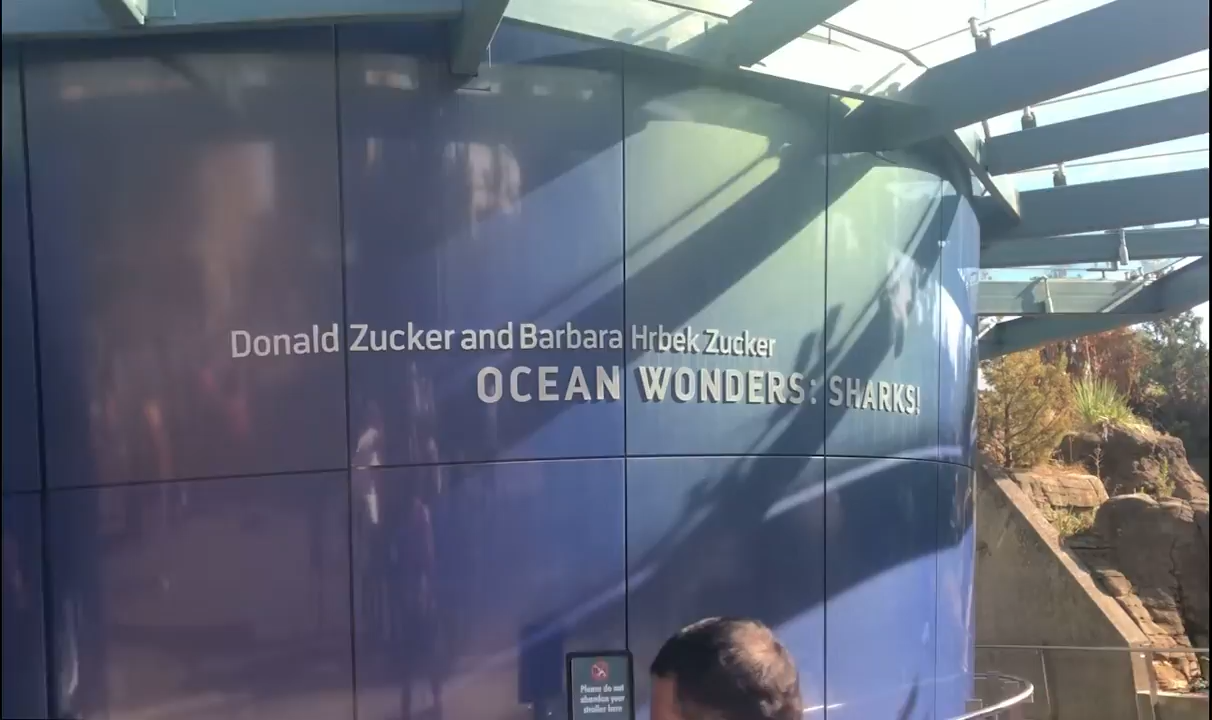 Donald Zucker and Barbara Hrbek Zucker
OCEAN WONDERS: SHARKS!
Please do not
abandon your
stroller here